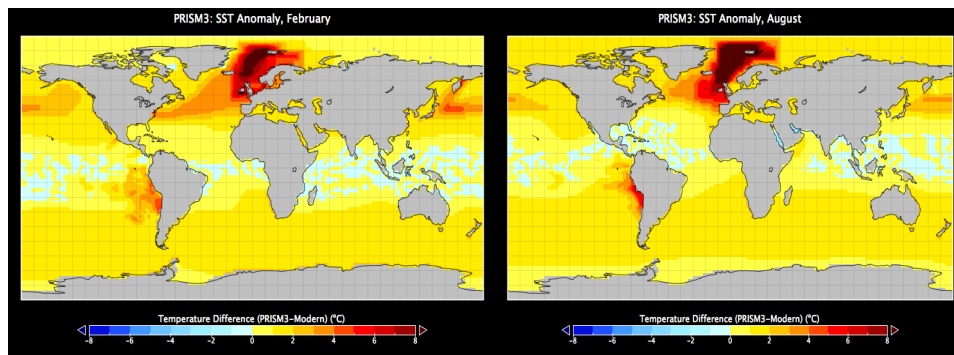 PRISM3: SST Anomaly, February
PRISM3: SST Anomaly, August
Temperature Difference (PRISM3-Modern) (°C)
-8 -6 -4 -2 0 2 4 6 8
Temperature Difference (PRISM3-Modern) (°C)
-8 -6 -4 -2 0 2 4 6 8